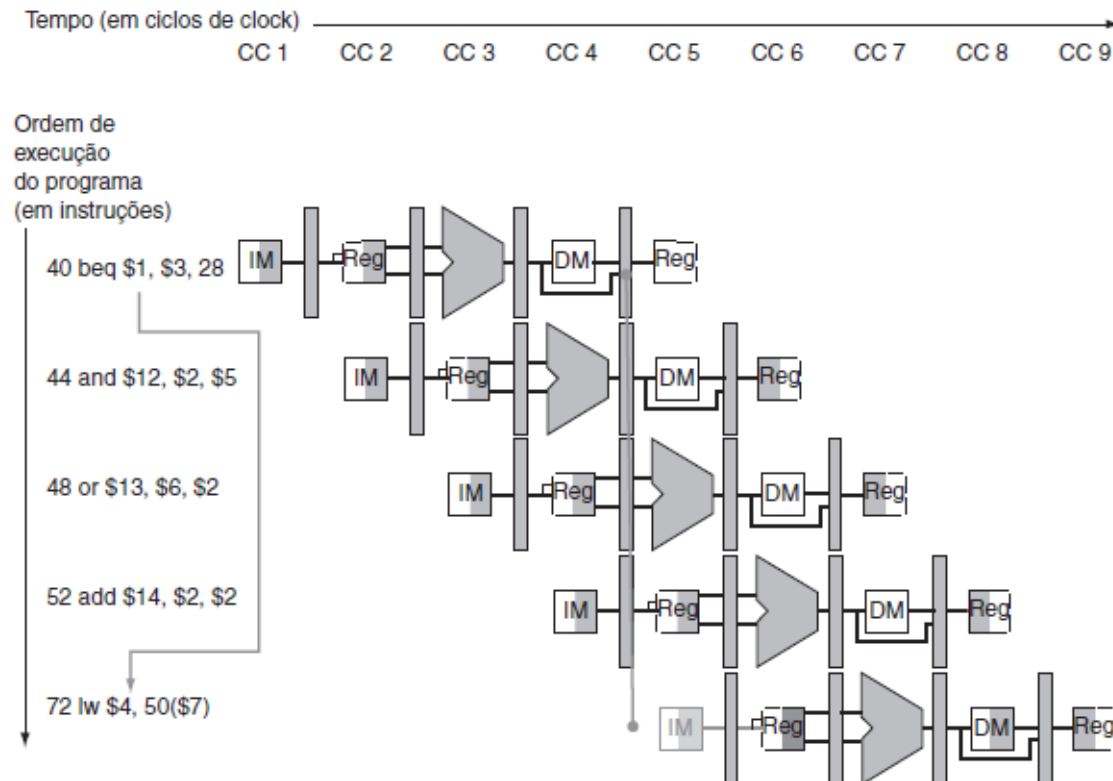 Tempo (em ciclos de clock)
CC 1 CC 2 CC 3 CC 4 CC 5 CC 6 CC 7 CC 8 CC 9
Ordem de
execução
do programa
(em instruções)
40 beq $1, $3, 28
IM Reg DM Reg
44 and $12, $2, $5
IM Reg DM Reg
48 or $13, $6, $2
IM Reg DM Reg
52 add $14, $2, $2
IM Reg DM Reg
72 lw $4, 50($7)
IM Reg DM Reg